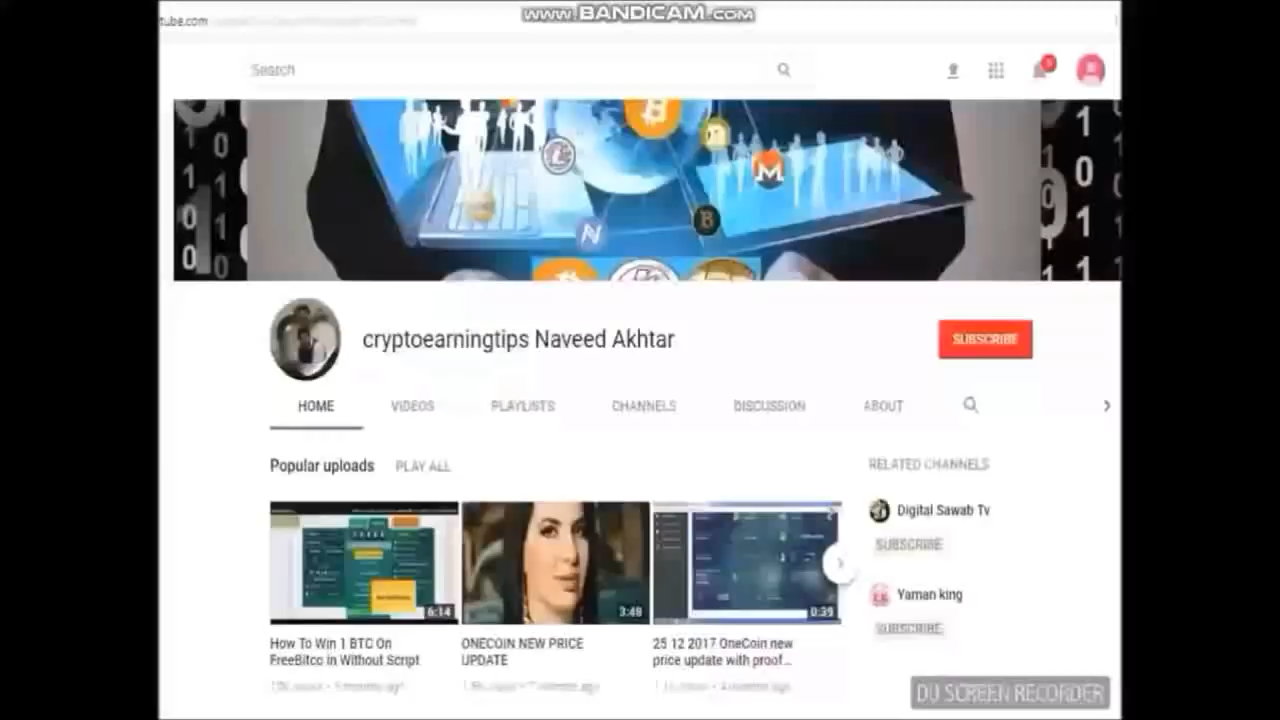 www.BANDICAM.com
tube.com
Search
cryptoearningtips Naveed Akhtar
SUBSCRIBE
HOME VIDEOS PLAYLISTS CHANNELS DISCUSSION ABOUT
Popular uploads PLAY ALL
RELATED CHANNELS
Digital Sawab Tv
SUBSCRIBE
Yaman king
SUBSCRIBE
6:14
3:48
0:39
How To Win 1 BTC On
FreeBitco in Without Script
ONECOIN NEW PRICE
UPDATE
25 12 2017 OneCoin new
price update with proof...
DU SCREEN RECORDER